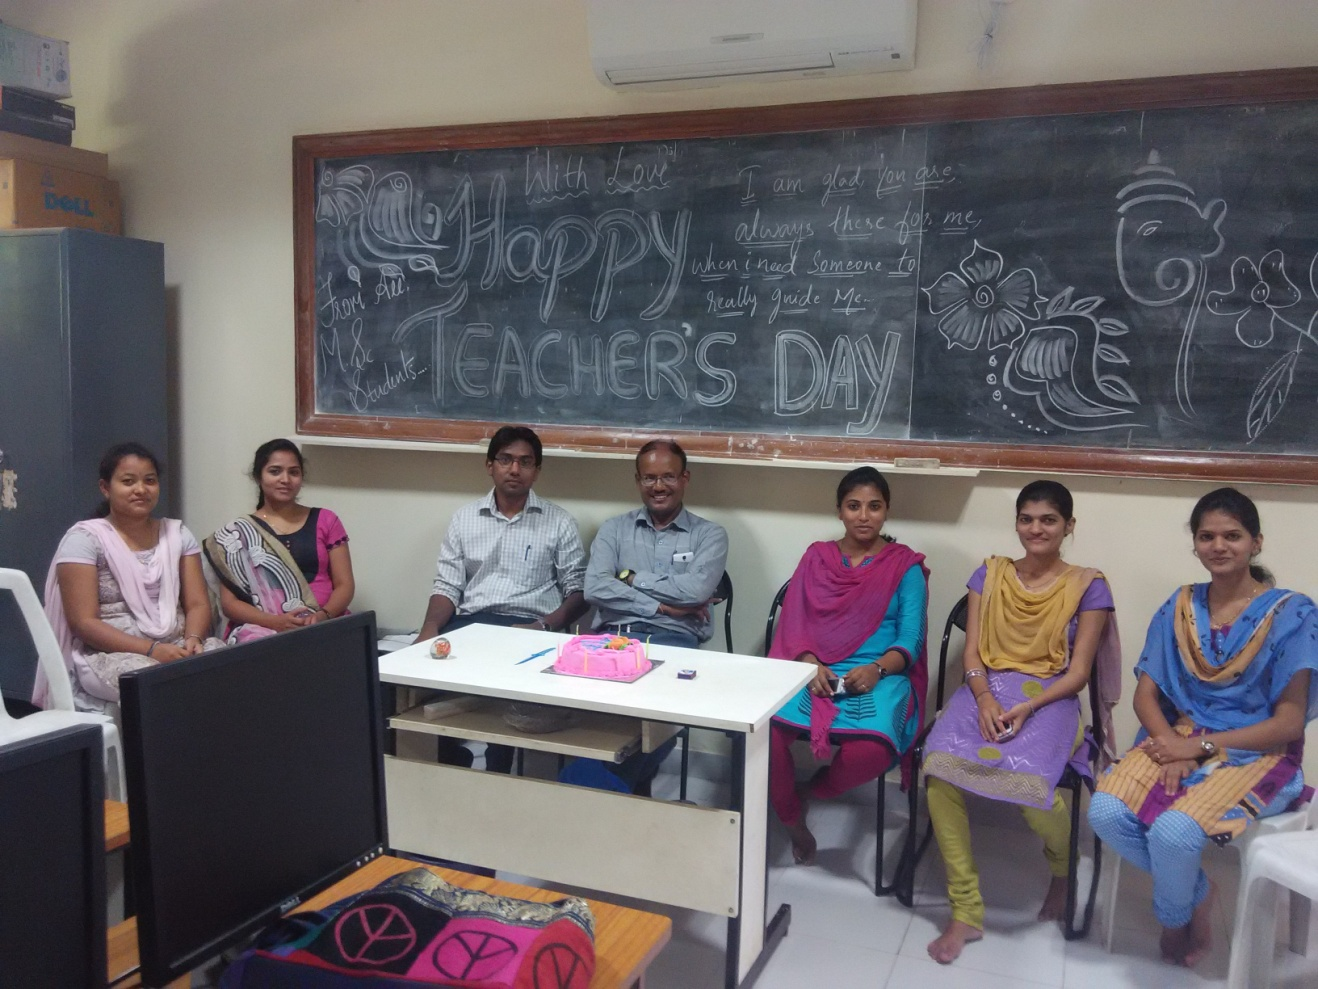 With Love
Happy
TEACHER'S DAY
I am glad you are,
always there for me,
when i need someone to
really guide Me..
From All
M.Sc
Students...
DELL